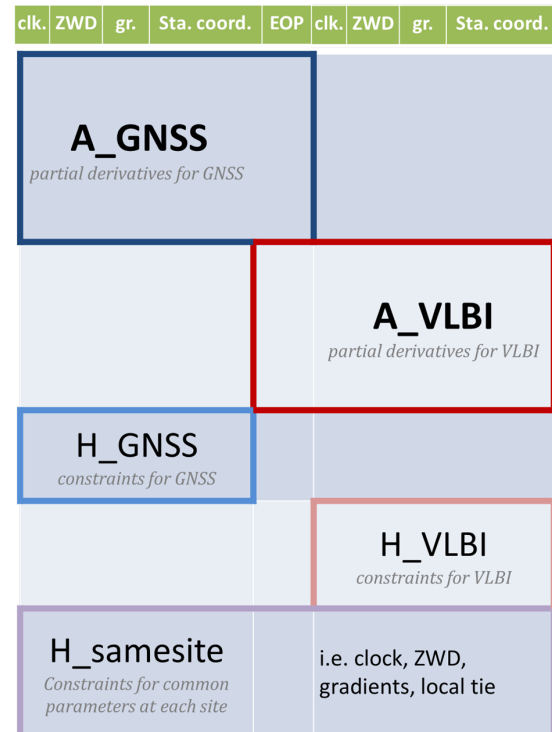 clk. ZWD gr. Sta. coord. EOP clk. ZWD gr. Sta. coord.
A_GNSS
partial derivatives for GNSS
A_VLBI
partial derivatives for VLBI
H_GNSS
constraints for GNSS
H_VLBI
constraints for VLBI
H_samesite
Constraints for common
parameters at each site
i.e. clock, ZWD,
gradients, local tie